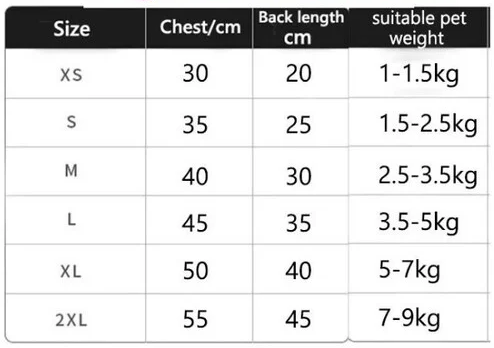 Size Chest/cm Back length cm suitable pet weight
XS 30 20 1-1.5kg
S 35 25 1.5-2.5kg
M 40 30 2.5-3.5kg
L 45 35 3.5-5kg
XL 50 40 5-7kg
2XL 55 45 7-9kg